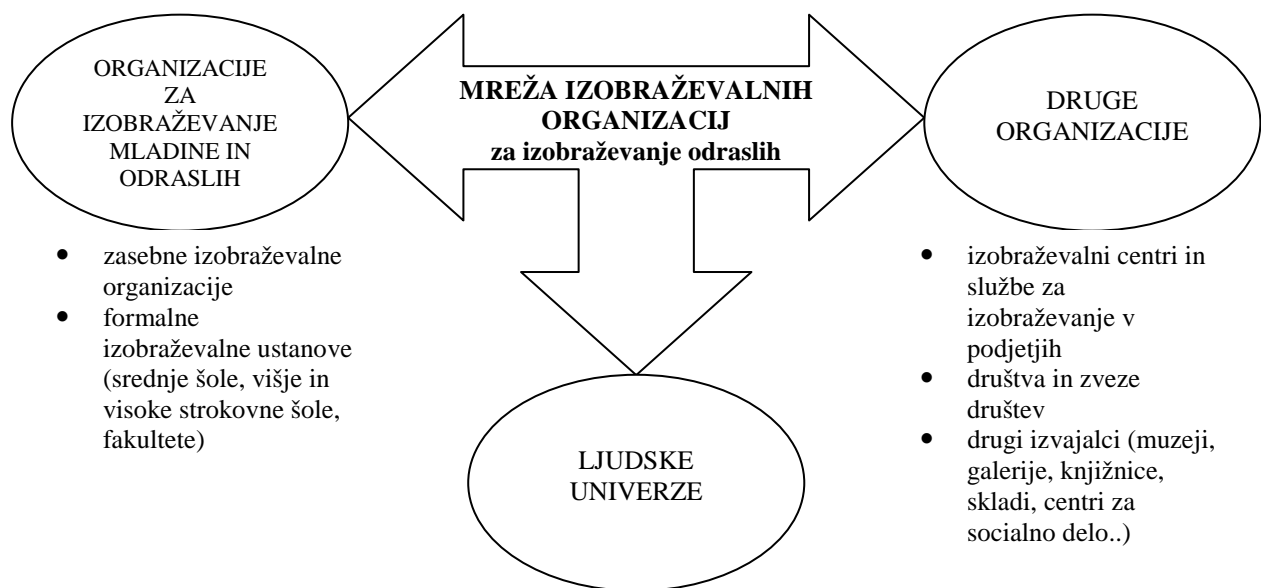 ORGANIZACIJE
ZA
IZOBRAŽEVANJE
MLADINE IN
ODRASLIH
MREŽA IZOBRAŽEVALNIH
ORGANIZACIJ
za izobraževanje odraslih
DRUGE
ORGANIZACIJE
• zasebne izobraževalne
organizacije
• formalne
izobraževalne ustanove
(srednje šole, višje in
visoke strokovne šole,
fakultete)
LJUDSKE
UNIVERZE
• izobraževalni centri in
službe za
izobraževanje v
podjetjih
• društva in zveze
društev
• drugi izvajalci (muzeji,
galerije, knjižnice,
skladi, centri za
socialno delo..)